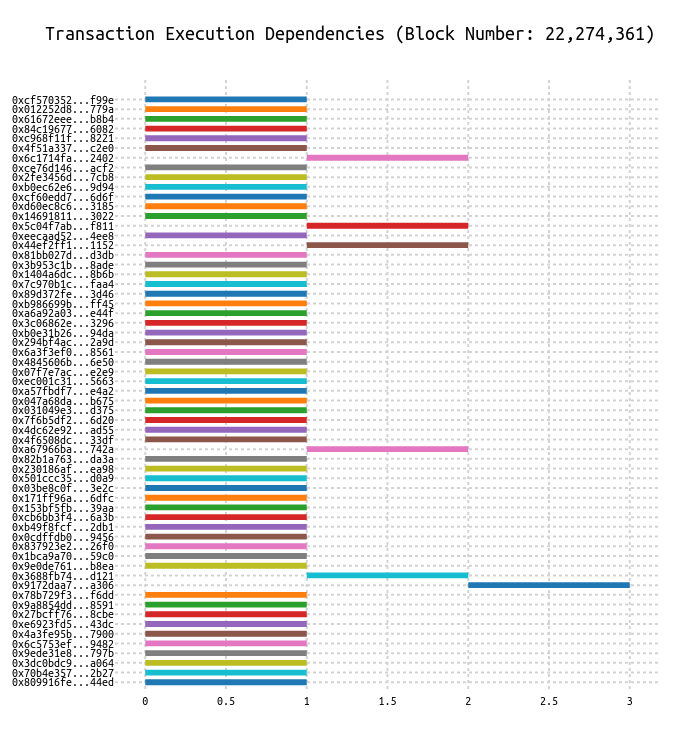 Transaction Execution Dependencies (Block Number: 22,274,361)
0xcf570352...f99e
0x012252d8...779a
0x61672eee...b8b4
0x84c19677...6082
0xc968f11f...8221
0x4f51a337...c2e0
0x6c1714fa...2402
0xce76d146...acf2
0x2fe3456d...7cb8
0xb0ec62e6...9d94
0xcf60edd7...6d6f
0xd60ec8c6...3185
0x14691811...3022
0x5c04f7ab...f811
0xeecaad52...4ee8
0x44ef2ff1...1152
0x81bb027d...d3db
0x3b953c1b...8ade
0x1404a6dc...8b6b
0x7c970b1c...faa4
0x89d372fe...3d46
0xb986699b...ff45
0xa6a92a03...e44f
0x3c06862e...3296
0xb0e31b26...94da
0x294bf4ac...2a9d
0x6a3f3ef0...8561
0x4845606b...6e50
0x07f7e7ac...e2e9
0xec001c31...5663
0xa57fbdf7...e4a2
0x047a68da...b675
0x031049e3...d375
0x7f6b5df2...6d20
0x4dc62e92...ad55
0x4f6508dc...33df
0xa67966ba...742a
0x82b1a763...da3a
0x230186af...ea98
0x501ccc35...d0a9
0x03be8c0f...3e2c
0x171ff96a...6dfc
0x153bf5fb...39aa
0xcb6bb3f4...6a3b
0xb49f8fcf...2db1
0x0cdffdb0...9456
0x837923e2...26f0
0x1bca9a70...59c0
0x9e0de761...b8ea
0x3688fb74...d121
0x9172daa7...a306
0x78b729f3...f6dd
0x9a8854dd...8591
0x27bcff76...8cbe
0xe6923fd5...43dc
0x4a3fe95b...7900
0x6c5753ef...9482
0x9ede31e8...797b
0x3dc0bdc9...a064
0x70b4e357...2b27
0x809916fe...44ed
0 0.5 1 1.5 2 2.5 3